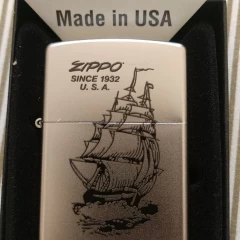 Made in USA
ZIPPO
SINCE 1932
U. S. A.